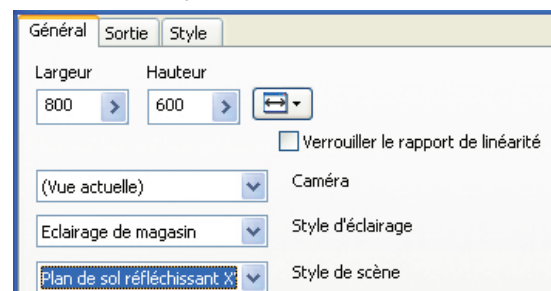 Général Sortie Style
Largeur Hauteur
800 600
Verrouiller le rapport de linéarité
(Vue actuelle) Caméra
Eclairage de magasin Style d'éclairage
Plan de sol réfléchissant X Style de scène